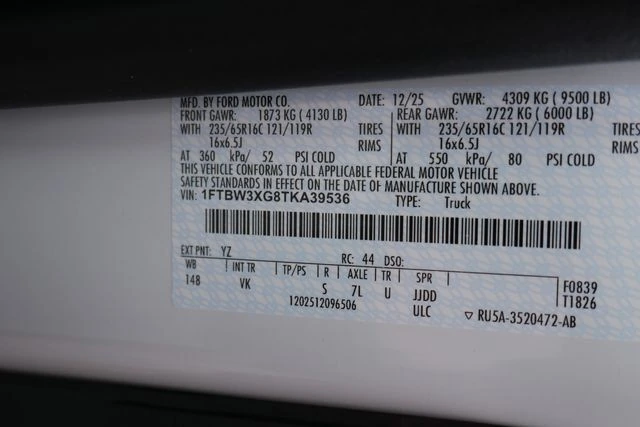 MFD. BY FORD MOTOR CO. DATE: 12/25 GVWR: 4309 KG ( 9500 LB)
FRONT GAWR: 1873 KG ( 4130 LB) REAR GAWR: 2722 KG ( 6000 LB)
WITH 235/65R16C 121/119R TIRES WITH 235/65R16C 121/119R TIRES
16x6.5J RIMS 16x6.5J RIMS
AT 360 kPa/ 52 PSI COLD AT 550 kPa/ 80 PSI COLD
THIS VEHICLE CONFORMS TO ALL APPLICABLE FEDERAL MOTOR VEHICLE
SAFETY STANDARDS IN EFFECT ON THE DATE OF MANUFACTURE SHOWN ABOVE.
VIN: 1FTBW3XG8TKA39536 TYPE: Truck
EXT PNT: YZ RC: 44 DSO:
WB INT TR TP/PS R AXLE TR SPR F0839
148 VK S 7L U JJDD T1826
1202512096506 ULC ▽ RU5A-3520472-AB